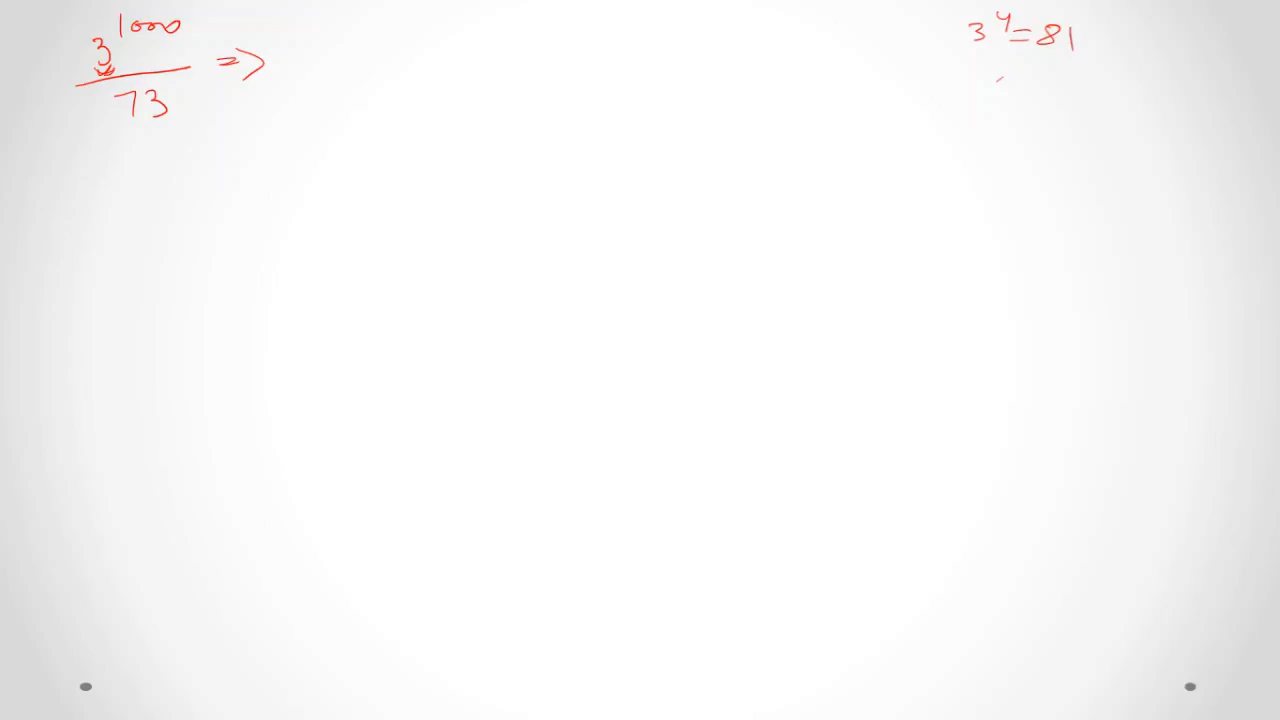 3^1000 / 73 =>
3^4 = 81